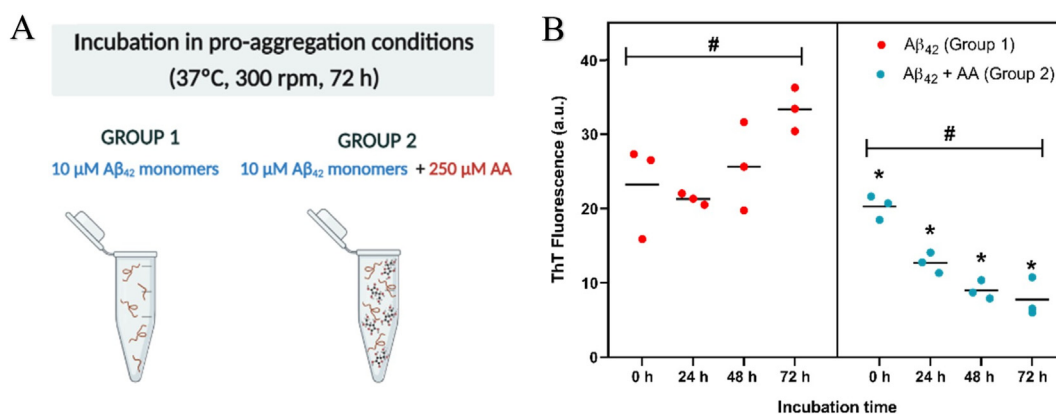 A
Incubation in pro-aggregation conditions
(37°C, 300 rpm, 72 h)
GROUP 1
10 µM Aβ₄₂ monomers
GROUP 2
10 µM Aβ₄₂ monomers + 250 µM AA
B
ThT Fluorescence (a.u.)
40
30
20
10
0
#
Aβ₄₂ (Group 1)
Aβ₄₂ + AA (Group 2)
#
* * * *
0 h 24 h 48 h 72 h 0 h 24 h 48 h 72 h
Incubation time